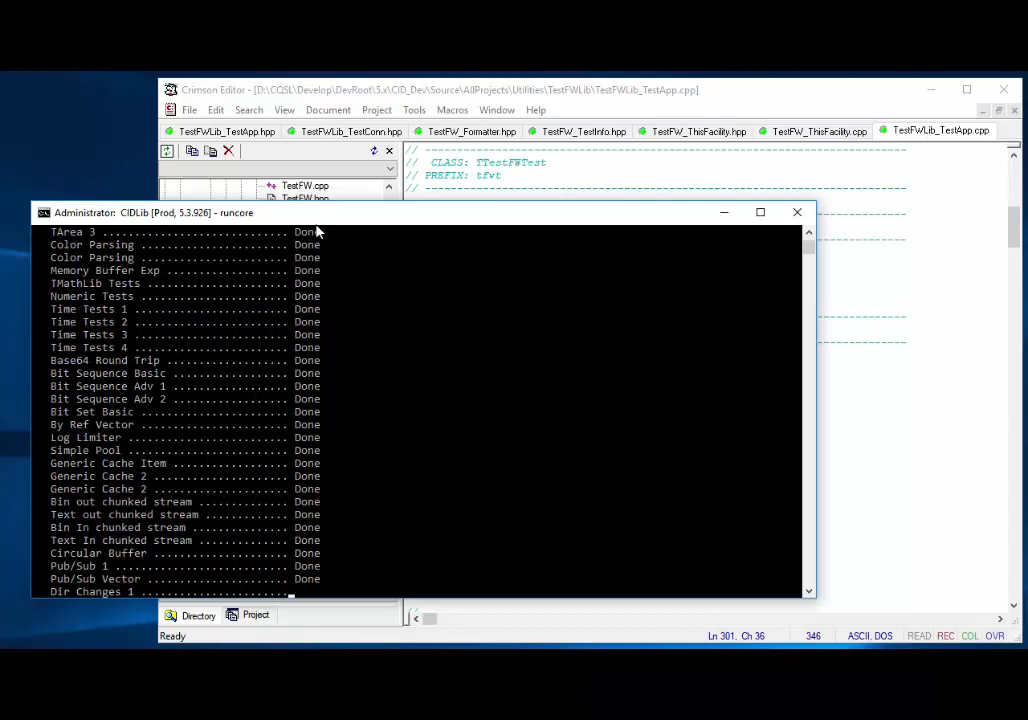 Crimson Editor - [D:\CQSL\Develop\DevRoot\5.x\CID_Dev\Source\AllProjects\Utilities\TestFWLib\TestFWLib_TestApp.cpp]
File Edit Search View Document Project Tools Macros Window Help
TestFWLib_TestApp.hpp TestFWLib_TestConn.hpp TestFW_Formatter.hpp TestFW_TestInfo.hpp TestFW_ThisFacility.hpp TestFW_ThisFacility.cpp TestFWLib_TestApp.cpp
// ---------------------------------------------------------------------------
// CLASS: TTestFWTest
// PREFIX: tfwt
// ---------------------------------------------------------------------------
TestFW.cpp
TestFW.hpp
Administrator: CIDLib [Prod, 5.3.926] - runcore
TArea 3 ............................. Done
Color Parsing ........................ Done
Color Parsing ........................ Done
Memory Buffer Exp .................... Done
TMathLib Tests ...................... Done
Numeric Tests ....................... Done
Time Tests 1 ........................ Done
Time Tests 2 ........................ Done
Time Tests 3 ........................ Done
Time Tests 4 ........................ Done
Base64 Round Trip ................... Done
Bit Sequence Basic .................. Done
Bit Sequence Adv 1 .................. Done
Bit Sequence Adv 2 .................. Done
Bit Set Basic ....................... Done
By Ref Vector ....................... Done
Log Limiter ......................... Done
Simple Pool ......................... Done
Generic Cache Item .................. Done
Generic Cache 2 ..................... Done
Generic Cache 2 ..................... Done
Bin out chunked stream .............. Done
Text out chunked stream ............. Done
Bin In chunked stream ............... Done
Text In chunked stream .............. Done
Circular Buffer ..................... Done
Pub/Sub 1 ........................... Done
Pub/Sub Vector ...................... Done
Dir Changes 1 .......................
Directory Project
Ready Ln 301, Ch 36 346 ASCII, DOS READ REC COL OVR